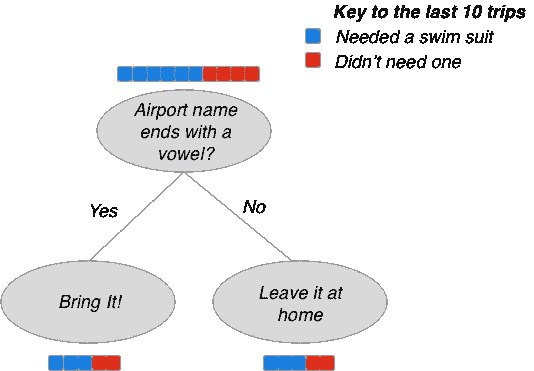 Key to the last 10 trips
Needed a swim suit
Didn't need one
Airport name
ends with a
vowel?
Yes
No
Bring It!
Leave it at
home